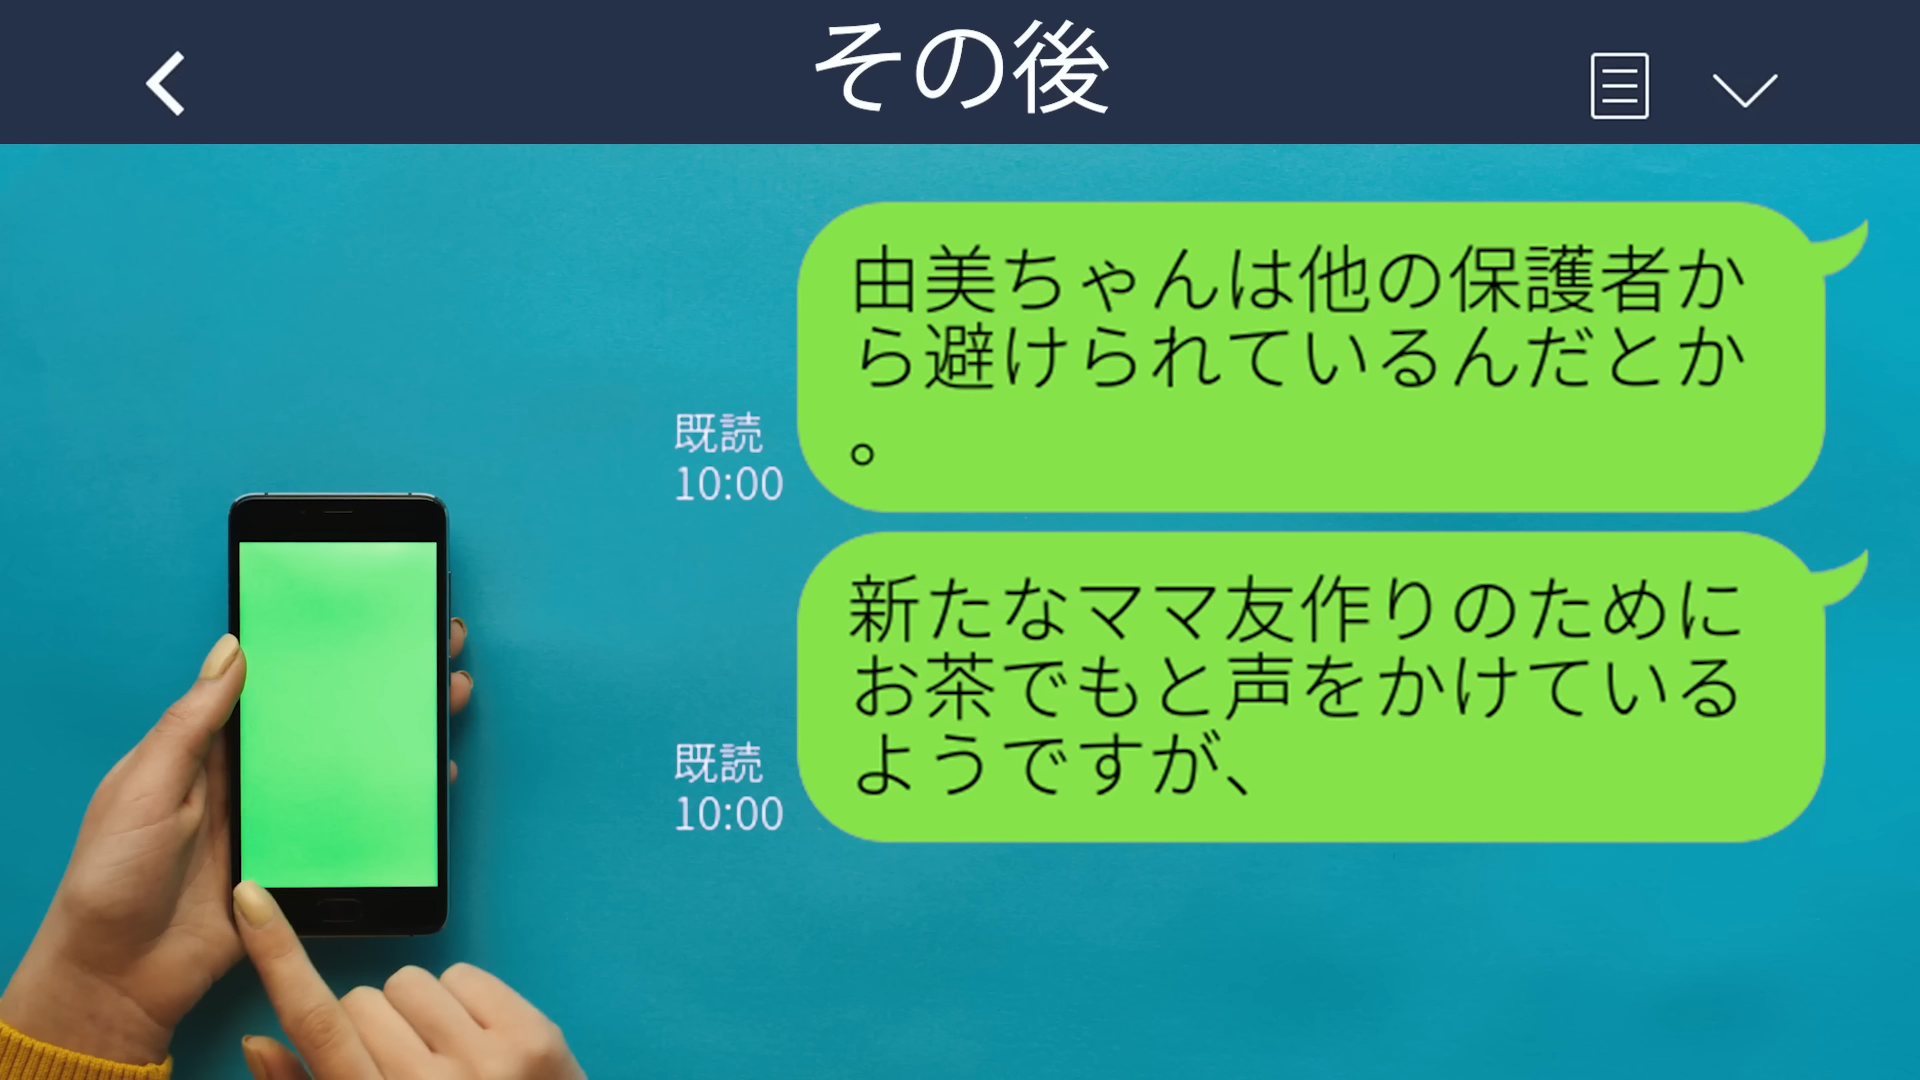 その後
由美ちゃんは他の保護者か
ら避けられているんだとか
。
既読
10:00
新たなママ友作りのために
お茶でもと声をかけている
ようですが、
既読
10:00